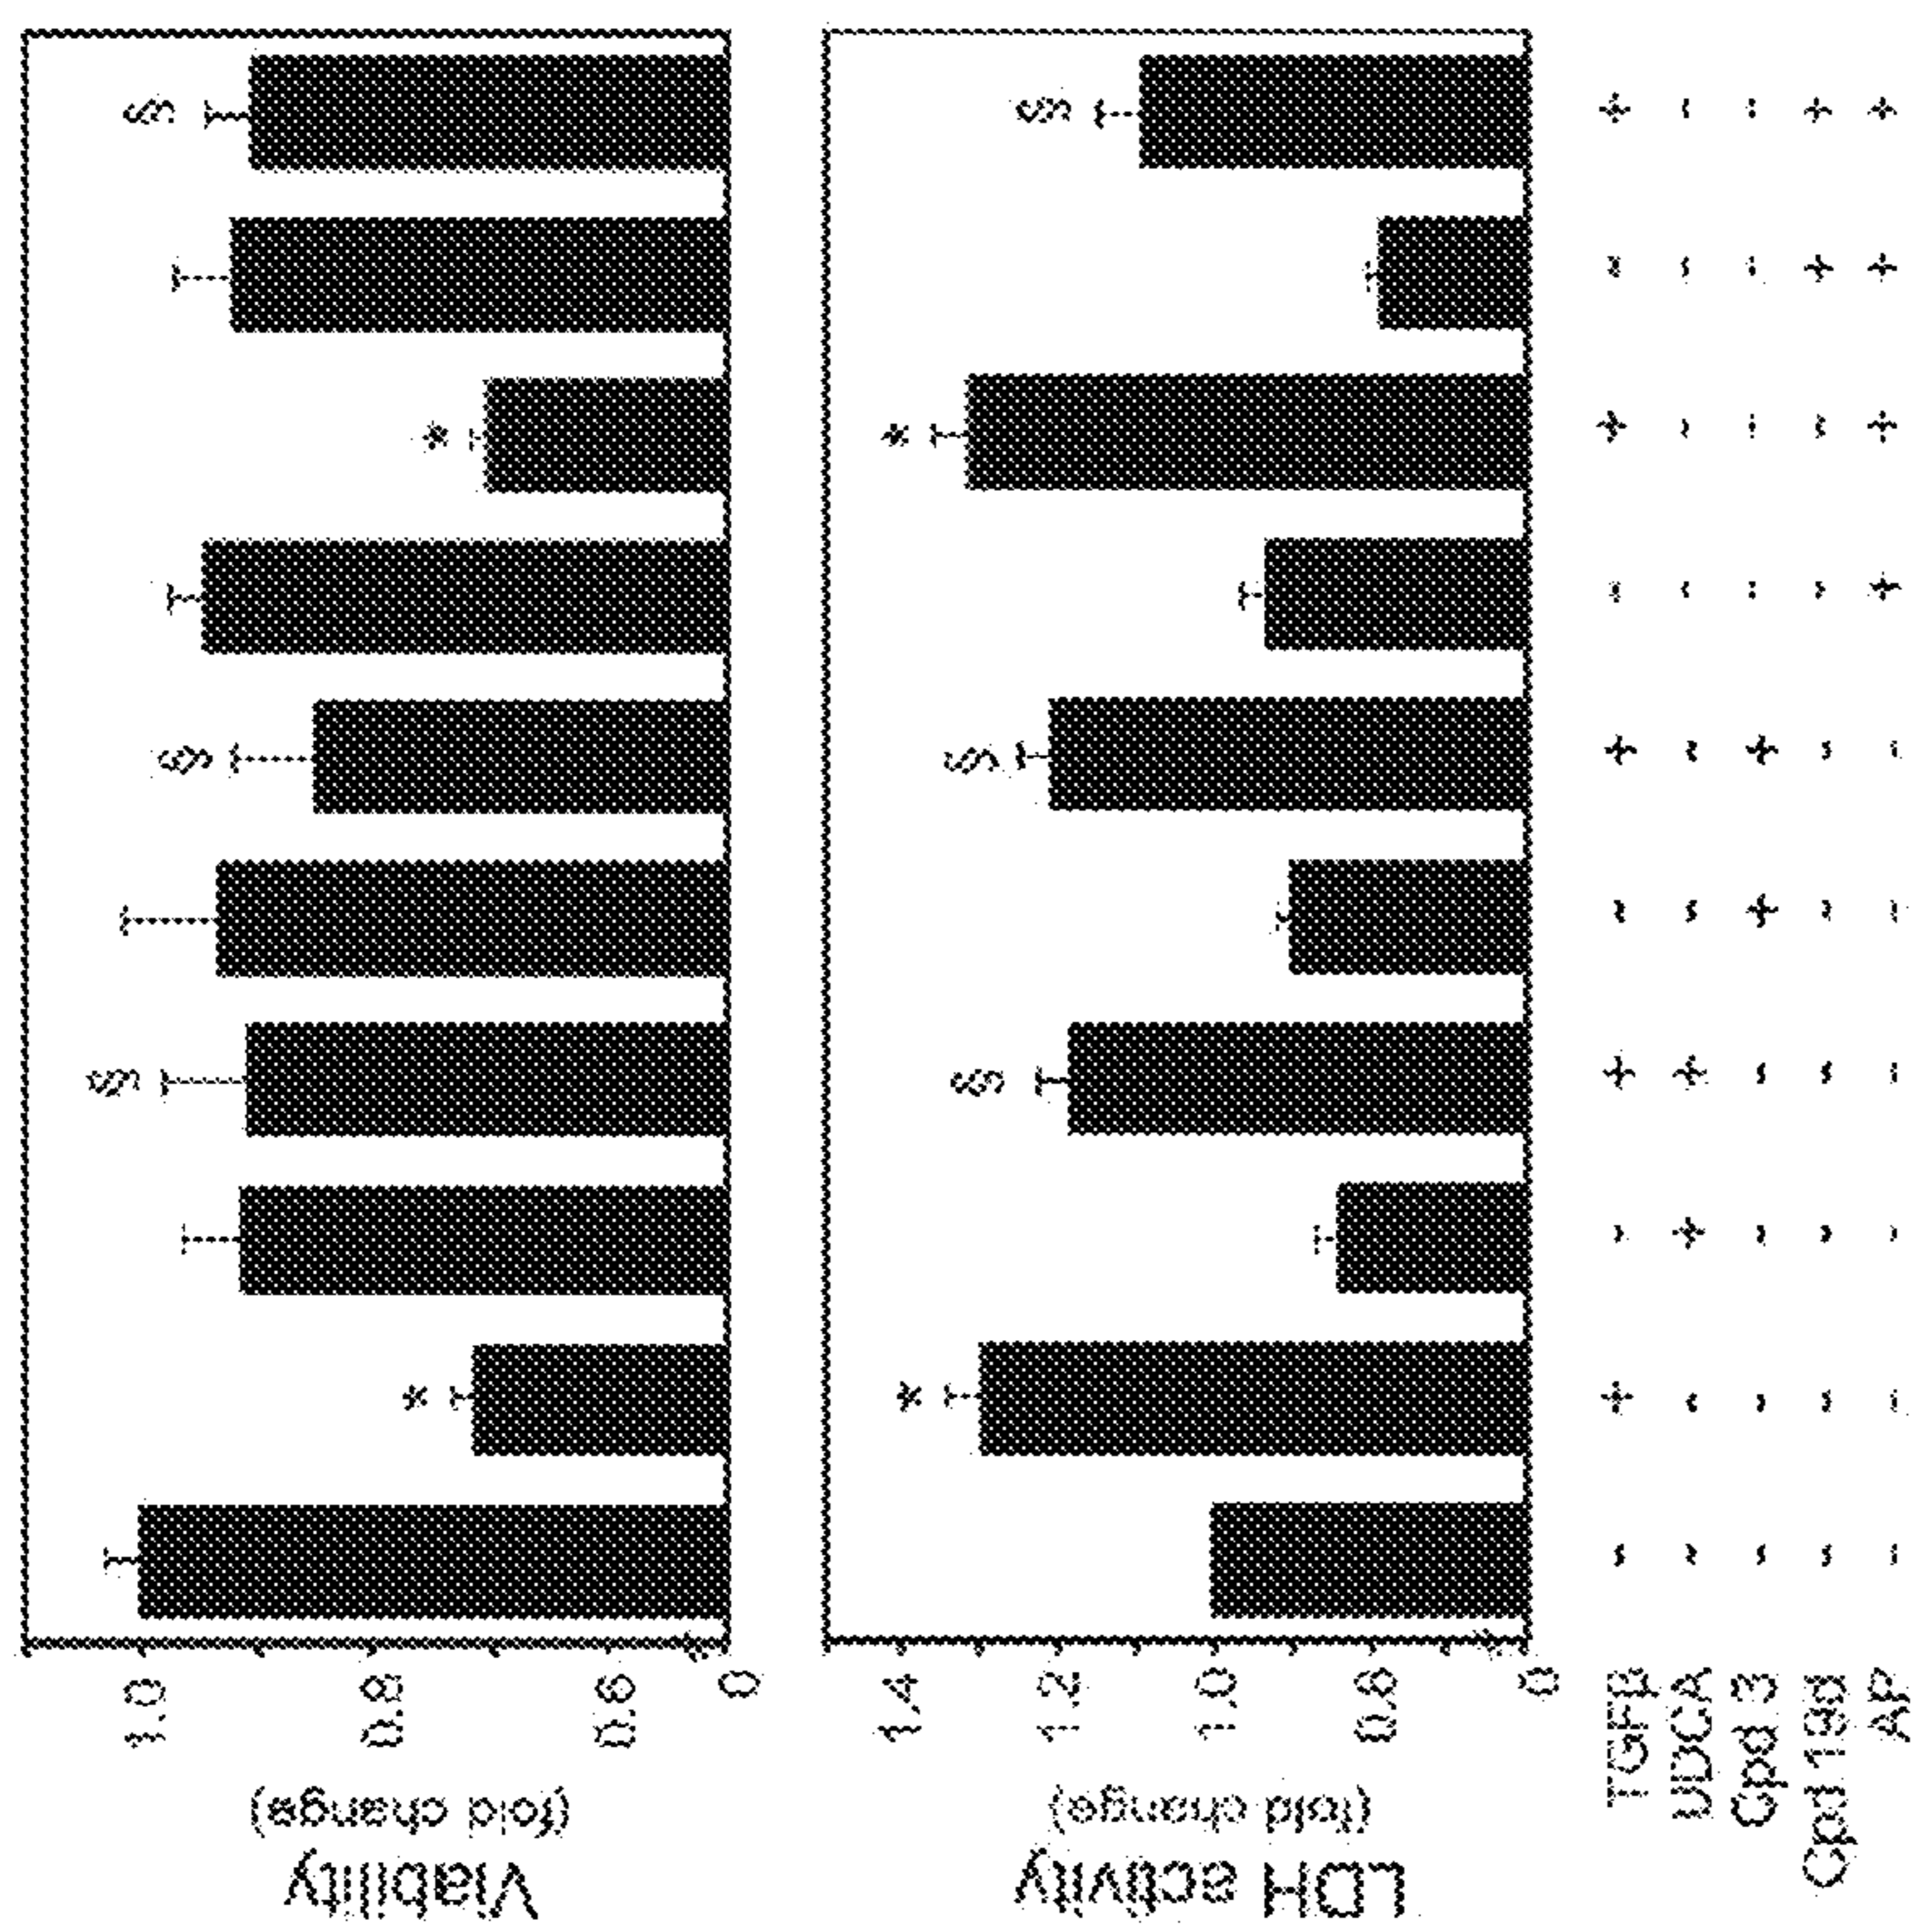 Viability
(fold change)
1.0
0.8
0.6
0
* § § * §
LDH activity
(fold change)
1.4
1.2
1.0
0.8
0
* § § * §
TGFβ - + - + - + - + - +
UDCA - - + + - - - - - -
Cpd 3 - - - - + + - - - -
Cpd 19d - - - - - - - - + +
AP - - - - - - + + + +